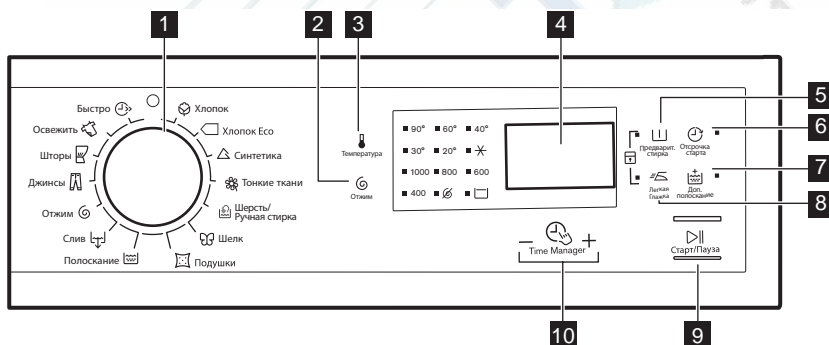 1
2
3
4
5
6
7
8
9
10
Быстро
Освежить
Шторы
Джинсы
Отжим
Слив
Полоскание
Хлопок
Хлопок Eco
Синтетика
Тонкие ткани
Шерсть/
Ручная стирка
Шелк
Подушки
Температура
Отжим
90° 60° 40°
30° 20°
1000 800 600
400
Предварит.
стирка
Отсрочка
старта
Легкая
Глажка
Доп.
полоскание
− Time Manager +
Старт/Пауза